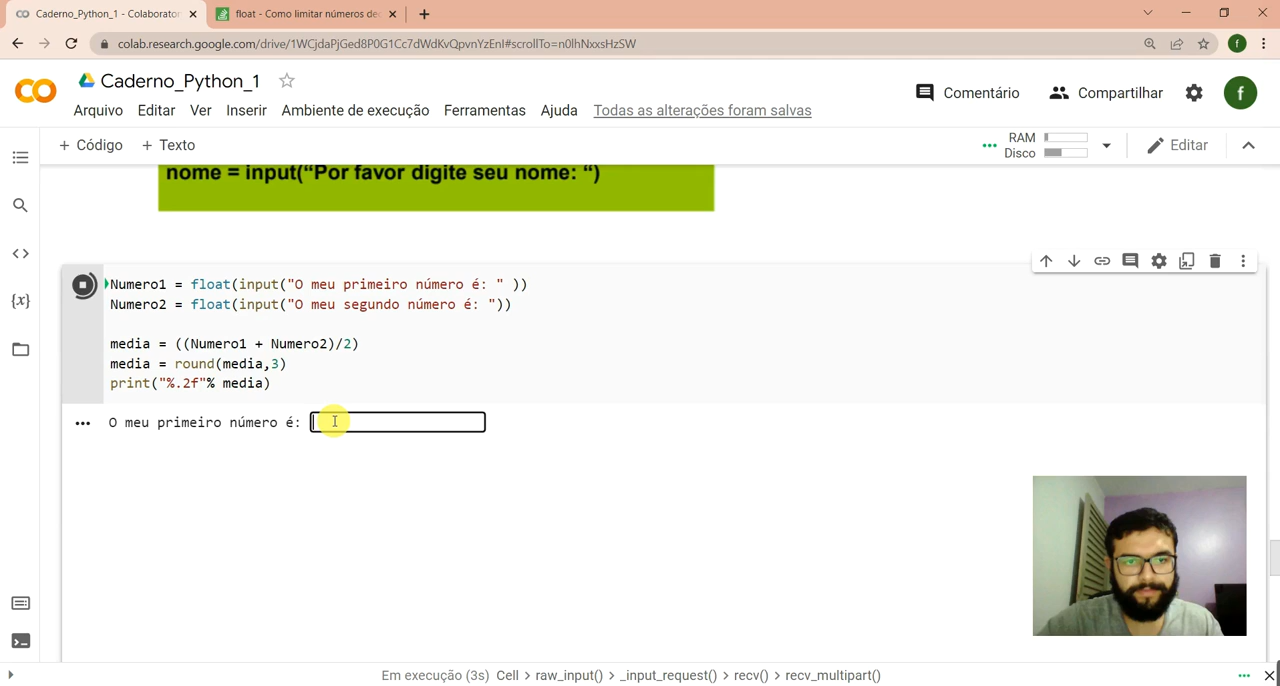 Caderno_Python_1 - Colaborator
float - Como limitar números de
colab.research.google.com/drive/1WCjdaPjGed8P0G1Cc7dWdKvQpvnYzEnI#scrollTo=n0lhNxxsHzSW
f
Caderno_Python_1
Comentário
Compartilhar
f
Arquivo Editar Ver Inserir Ambiente de execução Ferramentas Ajuda Todas as alterações foram salvas
+ Código + Texto
RAM
Disco
Editar
nome = input(“Por favor digite seu nome: “)
Numero1 = float(input("O meu primeiro número é: " ))
Numero2 = float(input("O meu segundo número é: "))
media = ((Numero1 + Numero2)/2)
media = round(media,3)
print("%.2f"% media)
O meu primeiro número é:
Em execução (3s) Cell > raw_input() > _input_request() > recv() > recv_multipart()